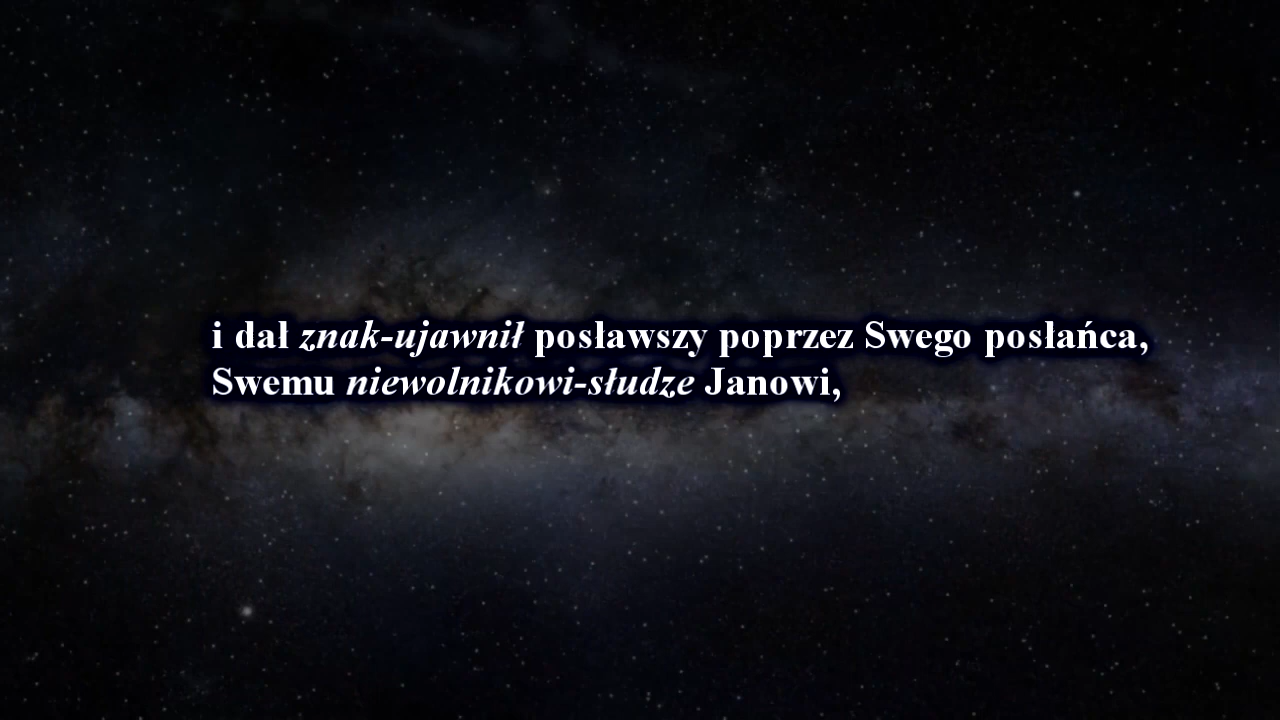 i dał znak-ujawnił posławszy poprzez Swego posłańca,
Swemu niewolnikowi-słudze Janowi,